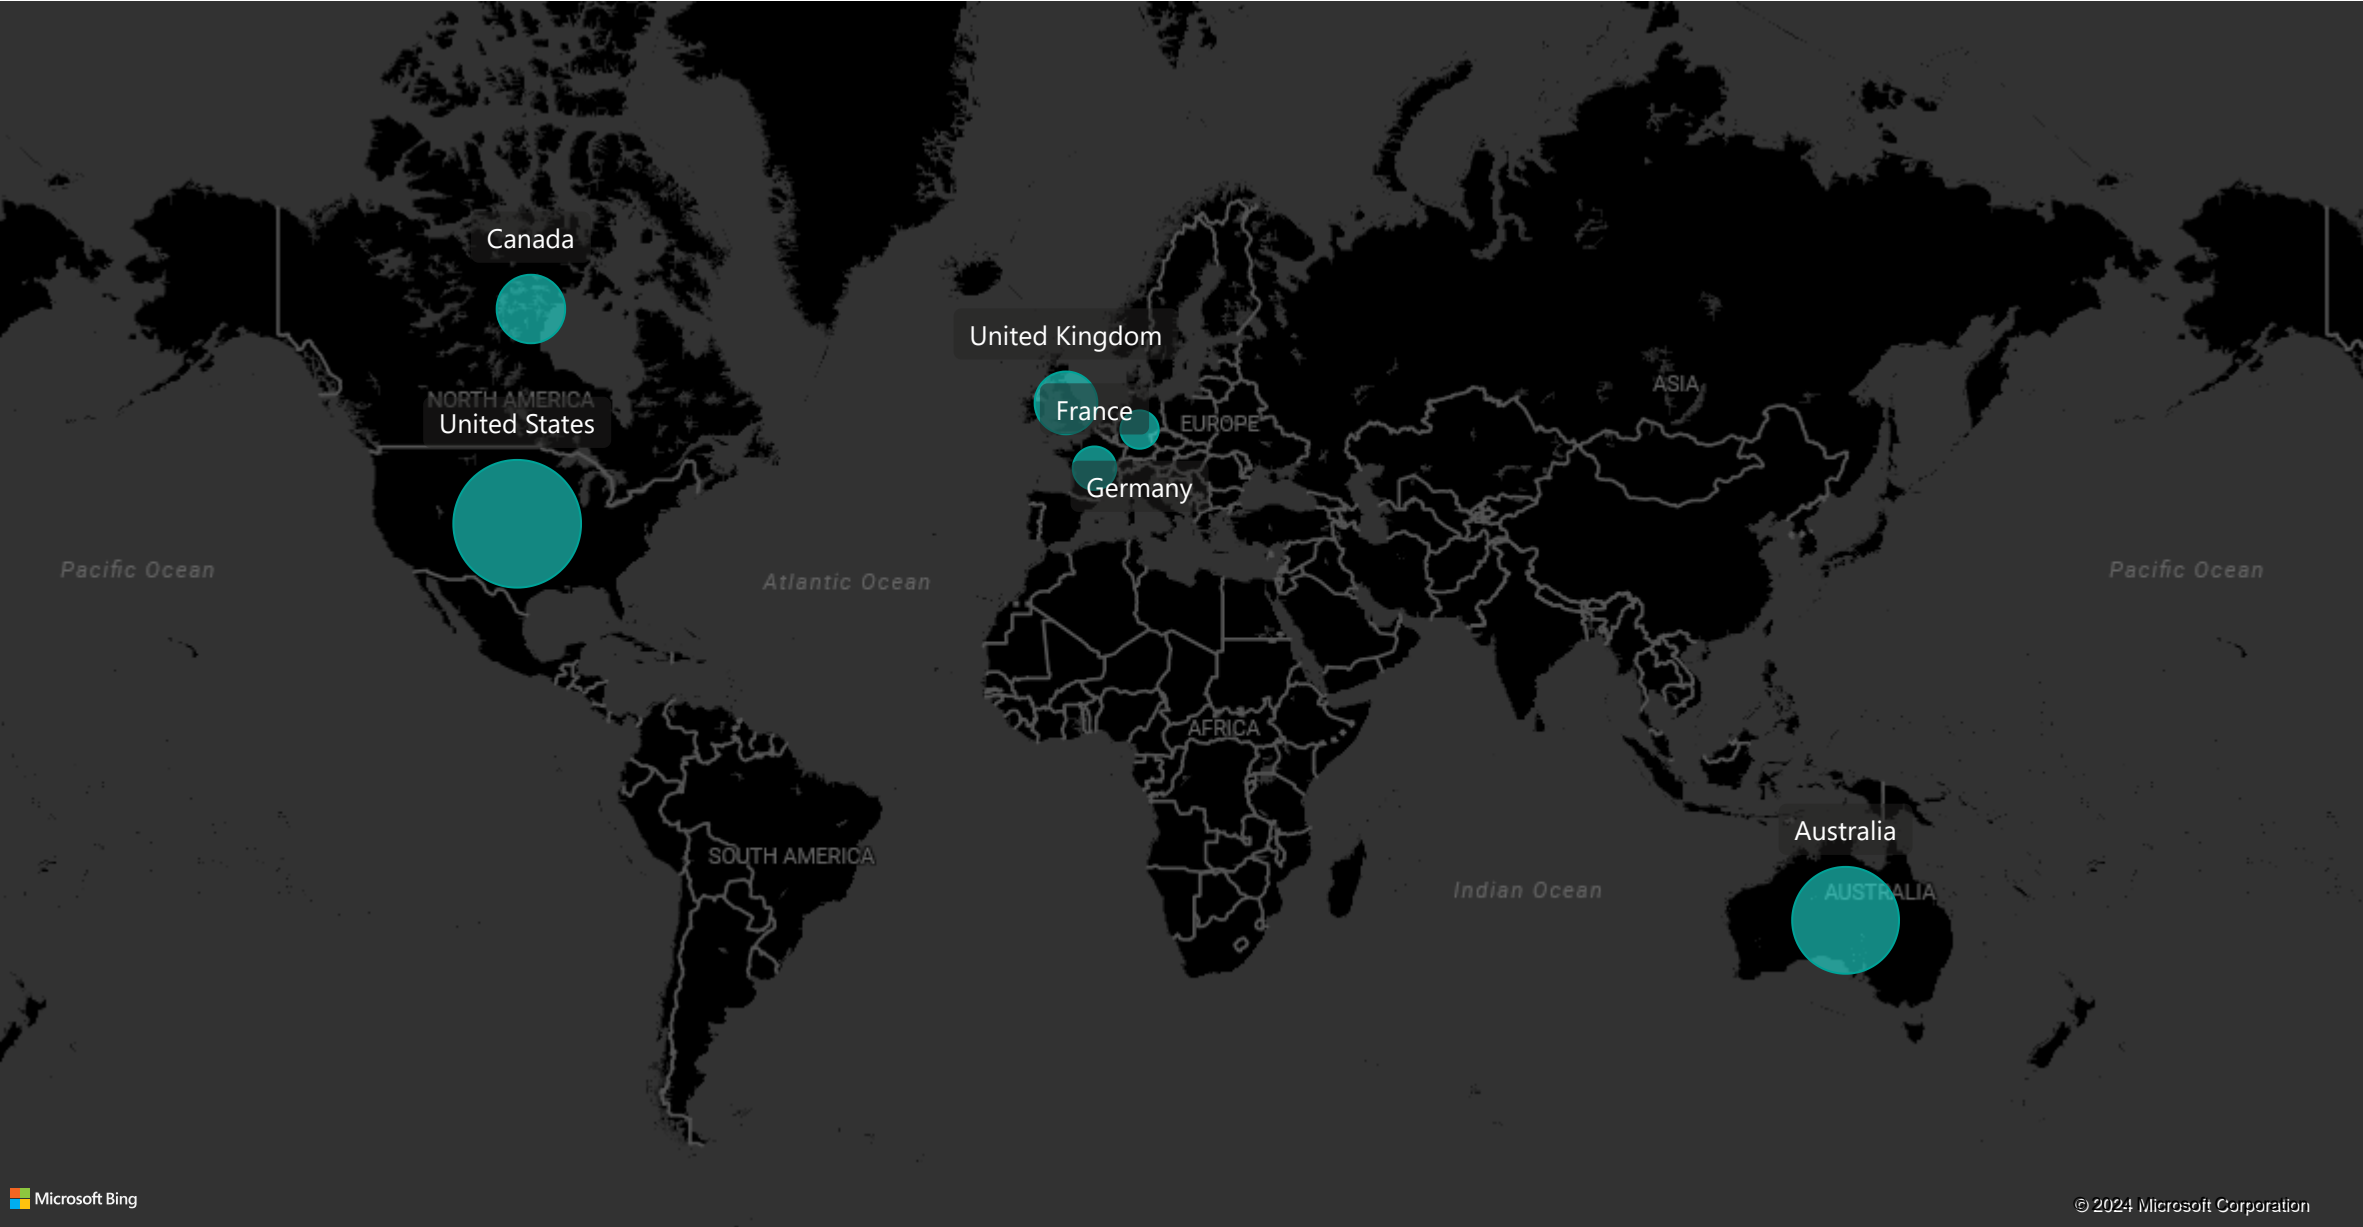 Canada
United Kingdom
ASIA
NORTH AMERICA
United States
France
EUROPE
Germany
Pacific Ocean
Atlantic Ocean
Pacific Ocean
AFRICA
Australia
SOUTH AMERICA
Indian Ocean
AUSTRALIA
Microsoft Bing
© 2024 Microsoft Corporation